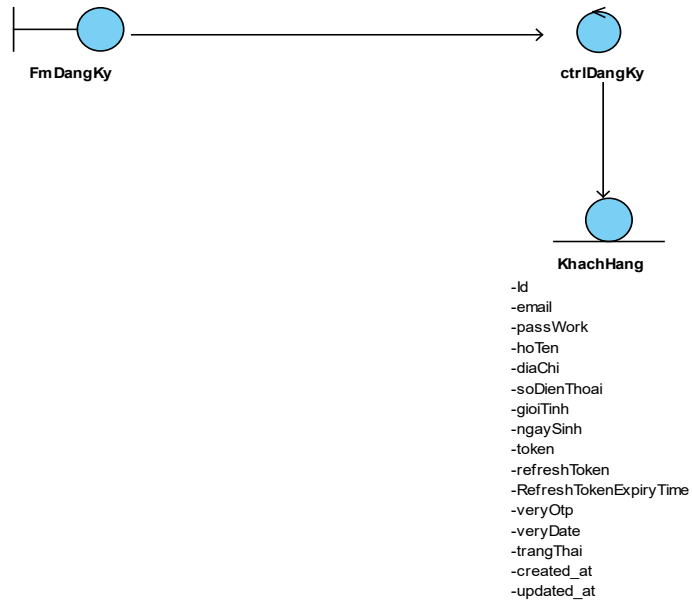 FmDangKy
ctrlDangKy
KhachHang
-Id
-email
-passWork
-hoTen
-diaChi
-soDienThoai
-gioiTinh
-ngaySinh
-token
-refreshToken
-RefreshTokenExpiryTime
-veryOtp
-veryDate
-trangThai
-created_at
-updated_at